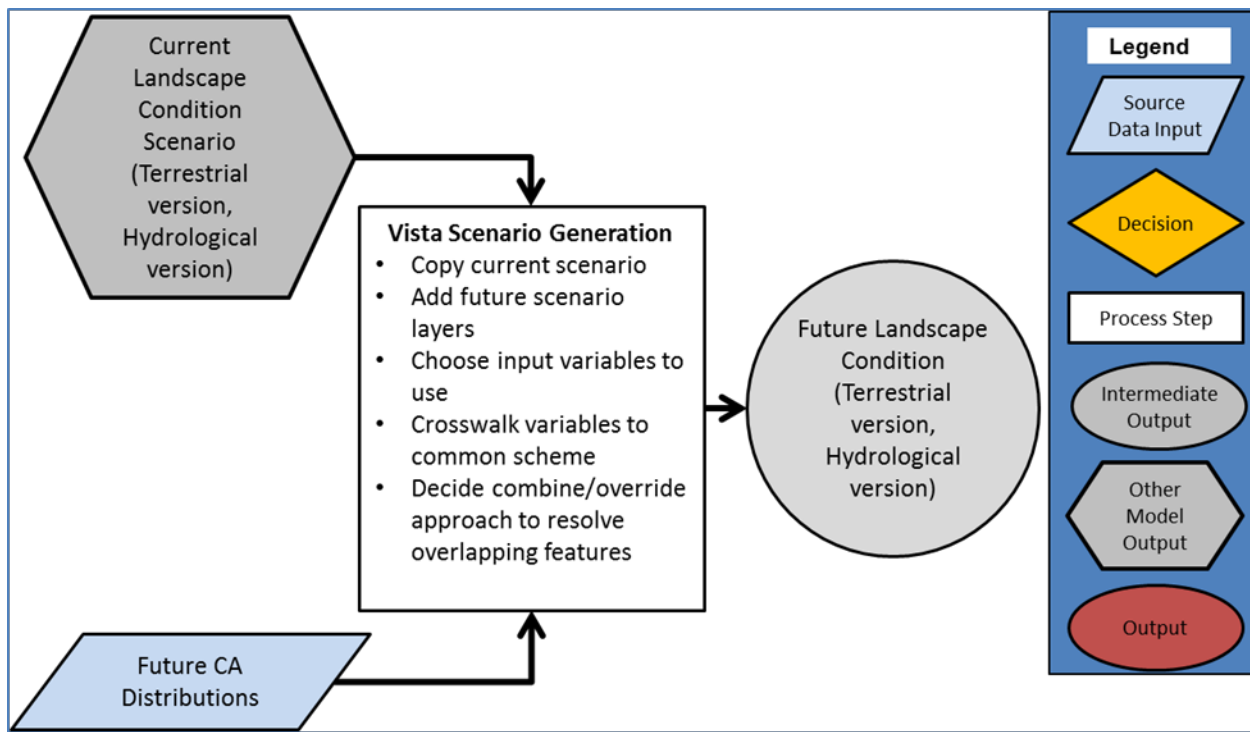 Current
Landscape
Condition
Scenario
(Terrestrial
version,
Hydrological
version)
Vista Scenario Generation
• Copy current scenario
• Add future scenario
layers
• Choose input variables to
use
• Crosswalk variables to
common scheme
• Decide combine/override
approach to resolve
overlapping features
Future CA
Distributions
Future Landscape
Condition
(Terrestrial
version,
Hydrological
version)
Legend
Source
Data Input
Decision
Process Step
Intermediate
Output
Other
Model
Output
Output